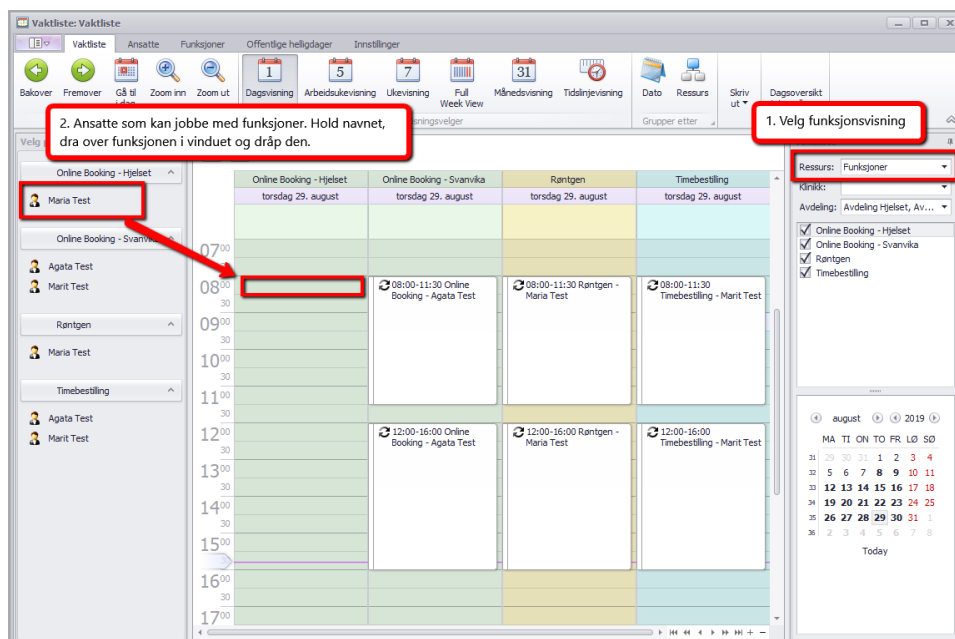 Vaktliste: Vaktliste
Vaktliste Ansatte Funksjoner Offentlige helligdager Innstillinger
Bakover Fremover Gå til Zoom inn Zoom ut Dagsvisning Arbeidsukevisning Ukevisning Full Week View Månedsvisning Tidslinjevisning Dato Ressurs Skriv ut Dagsoversikt
1 5 7 31
Grupper etter
2. Ansatte som kan jobbe med funksjoner. Hold navnet,
dra over funksjonen i vinduet og dråp den.
1. Velg funksjonsvisning
Velg
Online Booking - Hjelset
Maria Test
Online Booking - Svanvika
Agata Test
Marit Test
Røntgen
Maria Test
Timebestilling
Agata Test
Marit Test
Online Booking - Hjelset Online Booking - Svanvika Røntgen Timebestilling
torsdag 29. august torsdag 29. august torsdag 29. august torsdag 29. august
07 00
08 00
30
09 00
30
10 00
30
11 00
30
12 00
30
13 00
30
14 00
30
15 00
16 00
30
17 00
08:00-11:30 Online
Booking - Agata Test
08:00-11:30 Røntgen -
Maria Test
08:00-11:30
Timebestilling - Marit Test
12:00-16:00 Online
Booking - Agata Test
12:00-16:00 Røntgen -
Maria Test
12:00-16:00
Timebestilling - Marit Test
Ressurs: Funksjoner
Klinikk:
Avdeling: Avdeling Hjelset, Av...
Online Booking - Hjelset
Online Booking - Svanvika
Røntgen
Timebestilling
august 2019
MA TI ON TO FR LØ SØ
31 29 30 31 1 2 3 4
32 5 6 7 8 9 10 11
33 12 13 14 15 16 17 18
34 19 20 21 22 23 24 25
35 26 27 28 29 30 31 1
36 2 3 4 5 6 7 8
Today